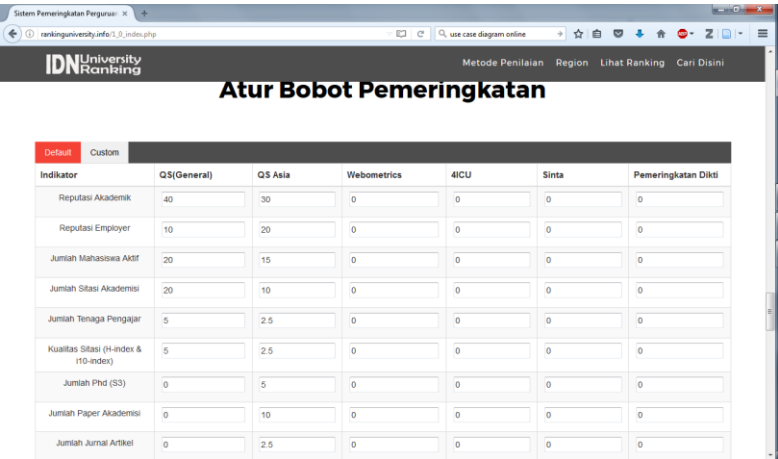 Sistem Pemeringkatan Perguruan
rankinguniversity.info/1_0_index.php
use case diagram online
IDN University Ranking
Metode Penilaian Region Lihat Ranking Cari Disini
Atur Bobot Pemeringkatan
Default Custom
Indikator QS(General) QS Asia Webometrics 4ICU Sinta Pemeringkatan Dikti
Reputasi Akademik 40 30 0 0 0 0
Reputasi Employer 10 20 0 0 0 0
Jumlah Mahasiswa Aktif 20 15 0 0 0 0
Jumlah Sitasi Akademisi 20 10 0 0 0 0
Jumlah Tenaga Pengajar 5 2.5 0 0 0 0
Kualitas Sitasi (H-index &
i10-index) 5 2.5 0 0 0 0
Jumlah Phd (S3) 0 5 0 0 0 0
Jumlah Paper Akademisi 0 10 0 0 0 0
Jumlah Jurnal Artikel 0 2.5 0 0 0 0